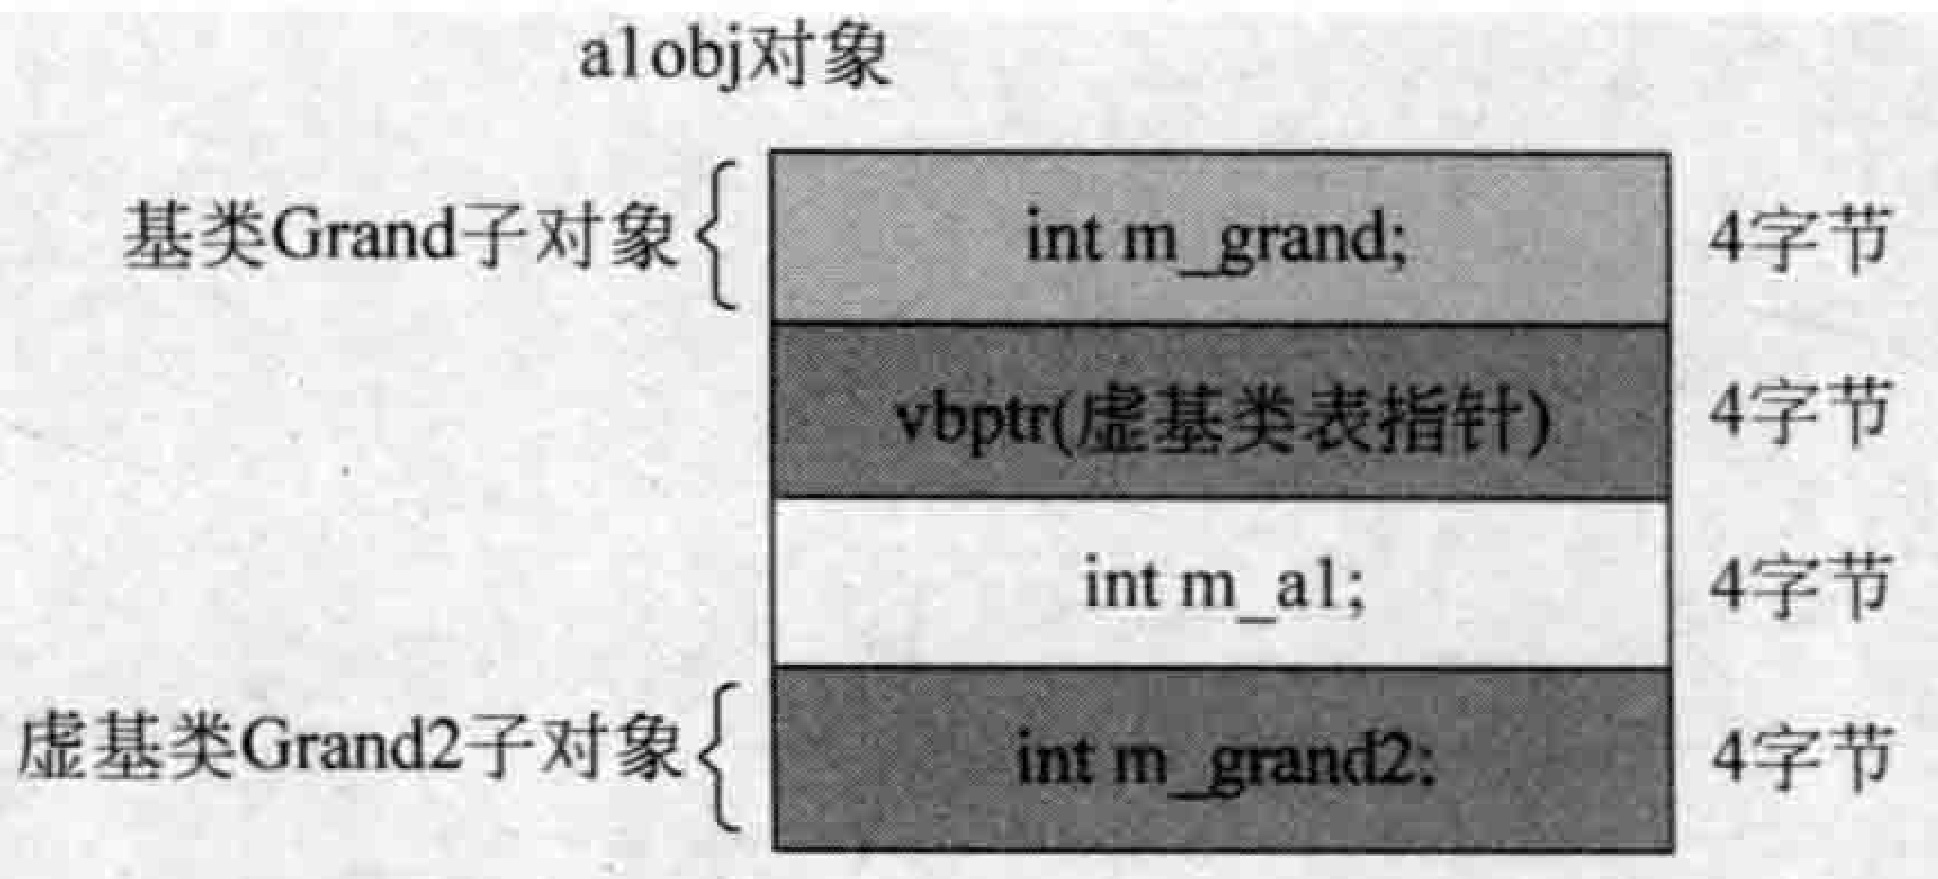 a1obj对象
基类Grand子对象
int m_grand;
4字节
vbptr(虚基类表指针)
4字节
int m_a1;
4字节
虚基类Grand2子对象
int m_grand2:
4字节